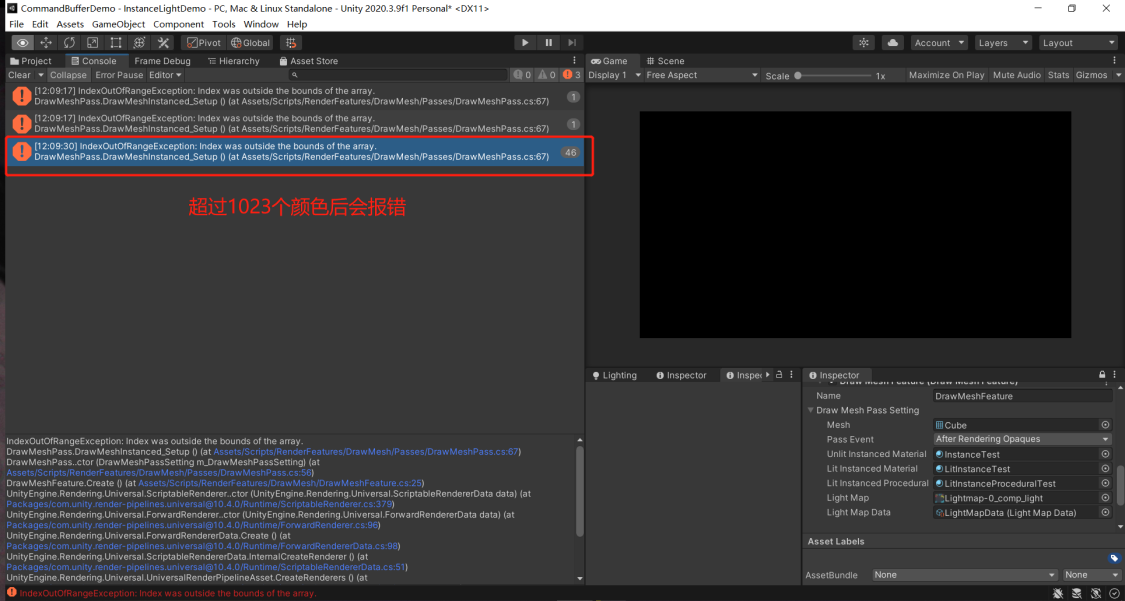 CommandBufferDemo - InstanceLightDemo - PC, Mac & Linux Standalone - Unity 2020.3.9f1 Personal* <DX11>
File Edit Assets GameObject Component Tools Window Help
Pivot Global Account Layers Layout
Project Console Frame Debug Hierarchy Asset Store
Clear Collapse Error Pause Editor 0 0 3
[12:09:17] IndexOutOfRangeException: Index was outside the bounds of the array.
DrawMeshPass.DrawMeshInstanced_Setup () (at Assets/Scripts/RenderFeatures/DrawMesh/Passes/DrawMeshPass.cs:67) 1
[12:09:17] IndexOutOfRangeException: Index was outside the bounds of the array.
DrawMeshPass.DrawMeshInstanced_Setup () (at Assets/Scripts/RenderFeatures/DrawMesh/Passes/DrawMeshPass.cs:67) 1
[12:09:30] IndexOutOfRangeException: Index was outside the bounds of the array.
DrawMeshPass.DrawMeshInstanced_Setup () (at Assets/Scripts/RenderFeatures/DrawMesh/Passes/DrawMeshPass.cs:67) 46
超过1023个颜色后会报错
IndexOutOfRangeException: Index was outside the bounds of the array.
DrawMeshPass.DrawMeshInstanced_Setup () (at Assets/Scripts/RenderFeatures/DrawMesh/Passes/DrawMeshPass.cs:67)
DrawMeshPass..ctor (DrawMeshPassSetting m_DrawMeshPassSetting) (at
Assets/Scripts/RenderFeatures/DrawMesh/Passes/DrawMeshPass.cs:56)
DrawMeshFeature.Create () (at Assets/Scripts/RenderFeatures/DrawMesh/DrawMeshFeature.cs:25)
UnityEngine.Rendering.Universal.ScriptableRenderer..ctor (UnityEngine.Rendering.Universal.ScriptableRendererData data) (at
Packages/com.unity.render-pipelines.universal@10.4.0/Runtime/ScriptableRenderer.cs:379)
UnityEngine.Rendering.Universal.ForwardRenderer..ctor (UnityEngine.Rendering.Universal.ForwardRendererData data) (at
Packages/com.unity.render-pipelines.universal@10.4.0/Runtime/ForwardRenderer.cs:96)
UnityEngine.Rendering.Universal.ForwardRendererData.Create () (at
Packages/com.unity.render-pipelines.universal@10.4.0/Runtime/ForwardRendererData.cs:98)
UnityEngine.Rendering.Universal.ScriptableRendererData.InternalCreateRenderer () (at
Packages/com.unity.render-pipelines.universal@10.4.0/Runtime/ScriptableRendererData.cs:51)
UnityEngine.Rendering.Universal.UniversalRenderPipelineAsset.CreateRenderers () (at
IndexOutOfRangeException: Index was outside the bounds of the array.
Game Scene
Display 1 Free Aspect Scale 1x Maximize On Play Mute Audio Stats Gizmos
Lighting Inspector Inspec
Inspector
Draw Mesh Feature (Draw Mesh Feature)
Name DrawMeshFeature
Draw Mesh Pass Setting
Mesh Cube
Pass Event After Rendering Opaques
Unlit Instanced Material InstanceTest
Lit Instanced Material LitInstanceTest
Lit Instanced Procedural LitInstanceProceduralTest
Light Map Lightmap-0_comp_light
Light Map Data LightMapData (Light Map Data)
Asset Labels
AssetBundle None None